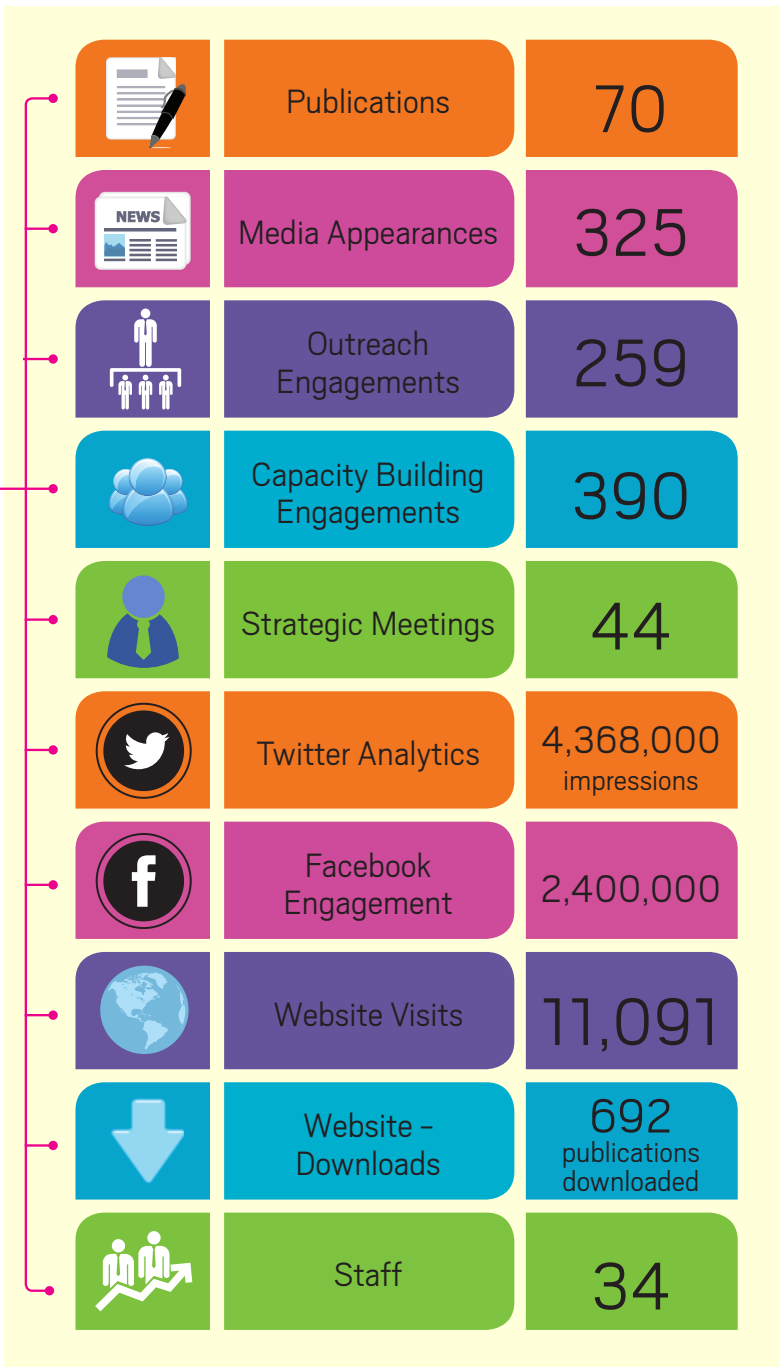 Publications
70
NEWS
Media Appearances
325
Outreach
Engagements
259
Capacity Building
Engagements
390
Strategic Meetings
44
Twitter Analytics
4,368,000
impressions
Facebook
Engagement
2,400,000
Website Visits
11,091
Website –
Downloads
692
publications
downloaded
Staff
34